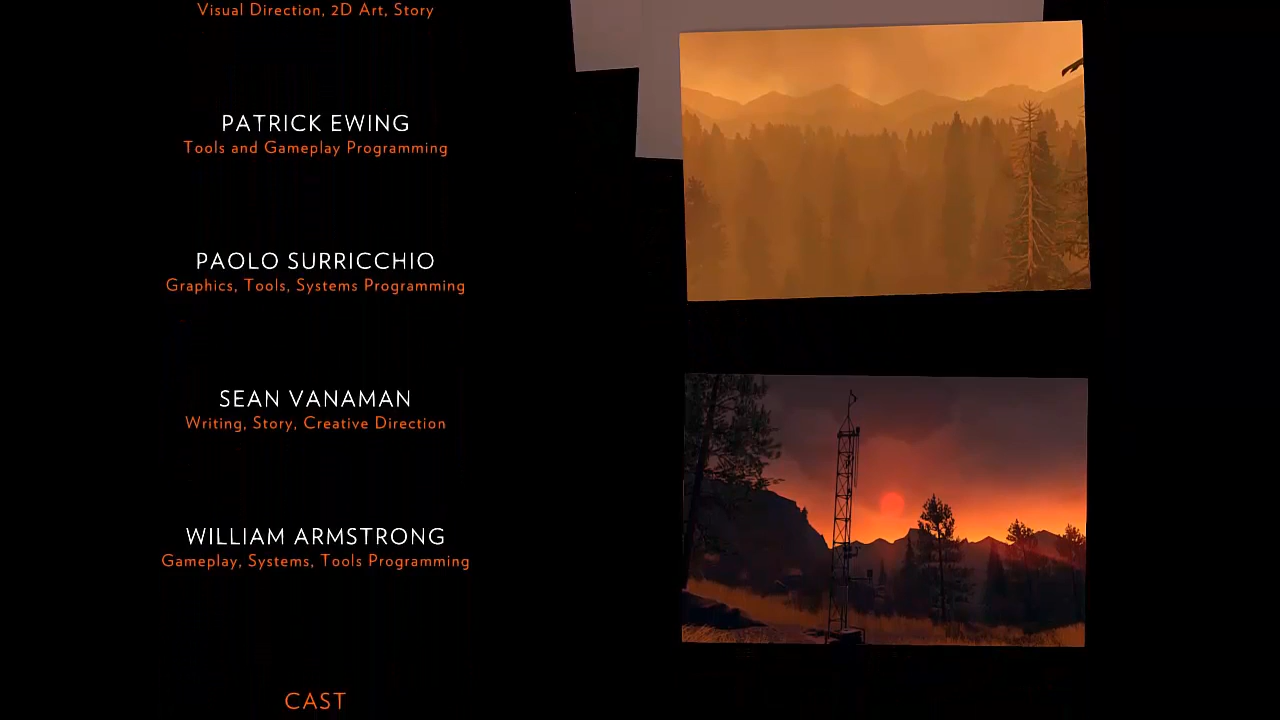 Visual Direction, 2D Art, Story
PATRICK EWING
Tools and Gameplay Programming
PAOLO SURRICCHIO
Graphics, Tools, Systems Programming
SEAN VANAMAN
Writing, Story, Creative Direction
WILLIAM ARMSTRONG
Gameplay, Systems, Tools Programming
CAST